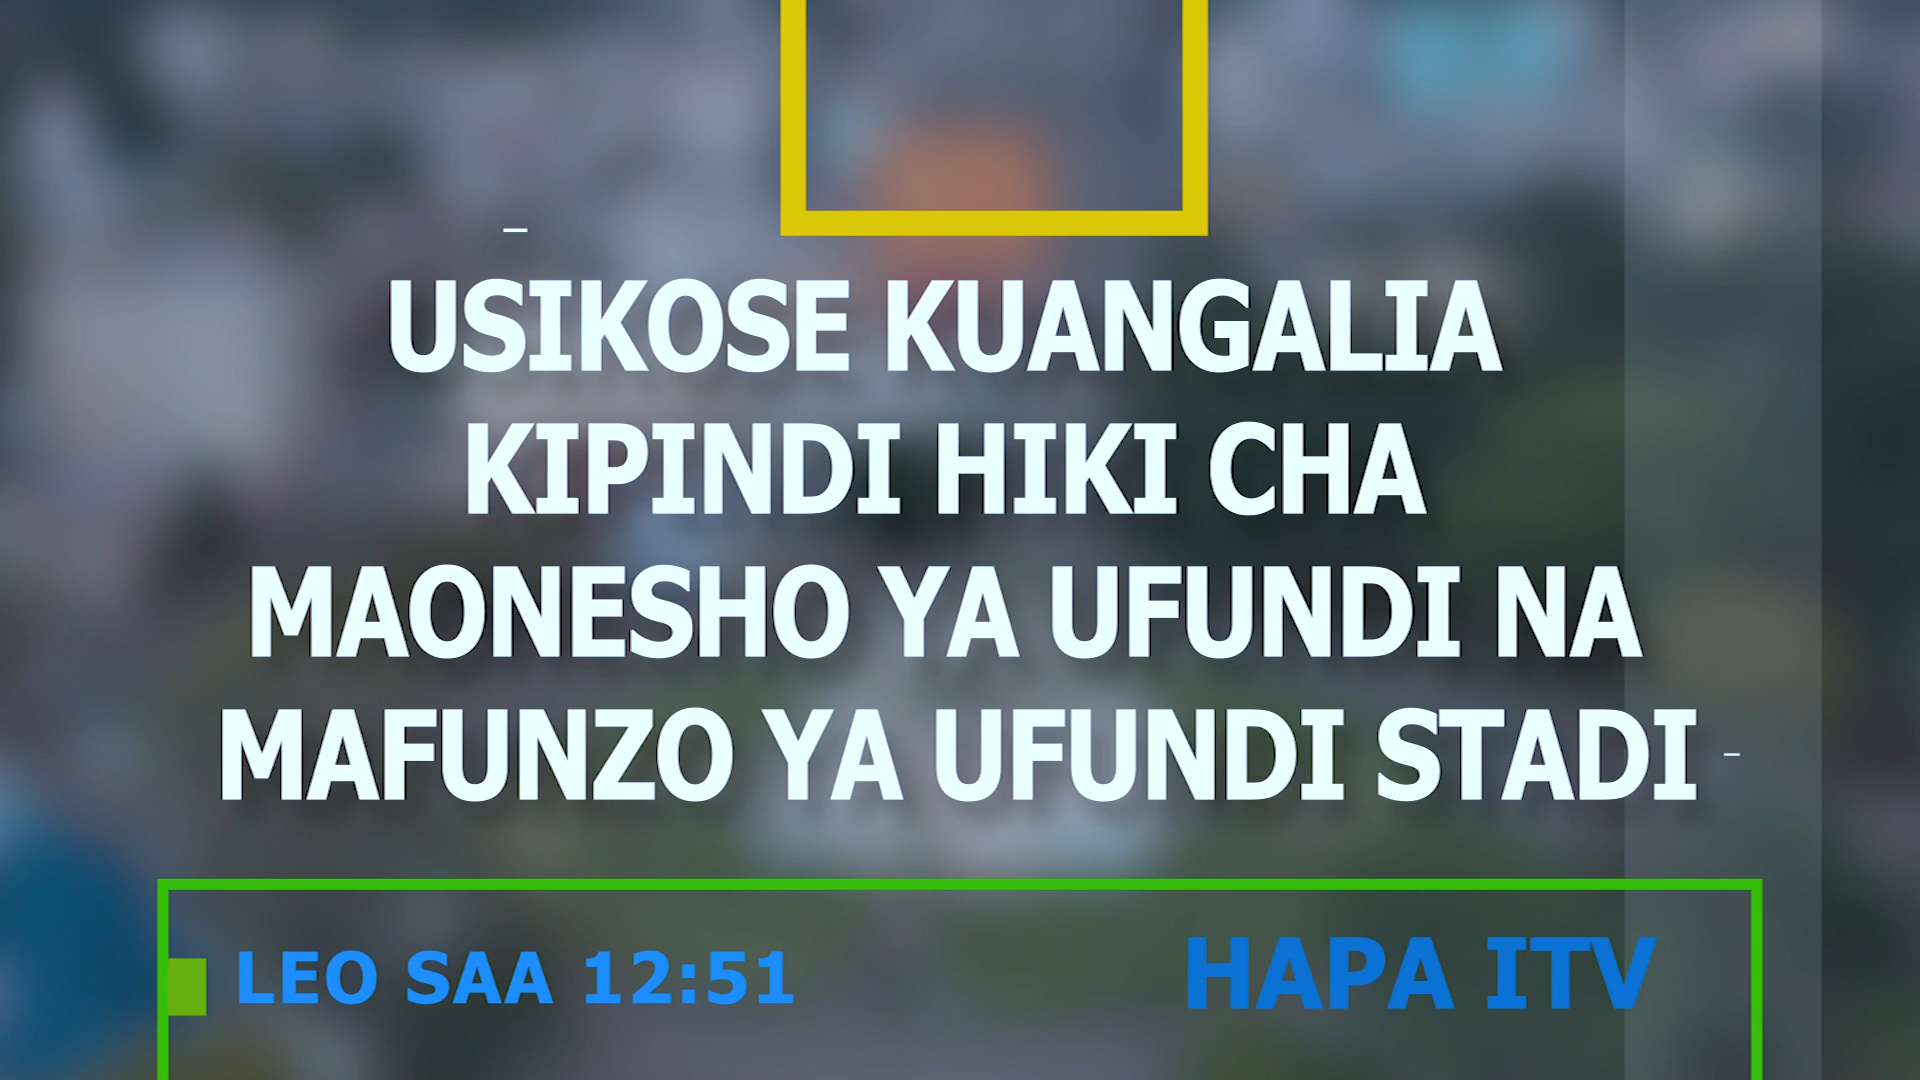 USIKOSE KUANGALIA
KIPINDI HIKI CHA
MAONESHO YA UFUNDI NA
MAFUNZO YA UFUNDI STADI
LEO SAA 12:51
HAPA ITV